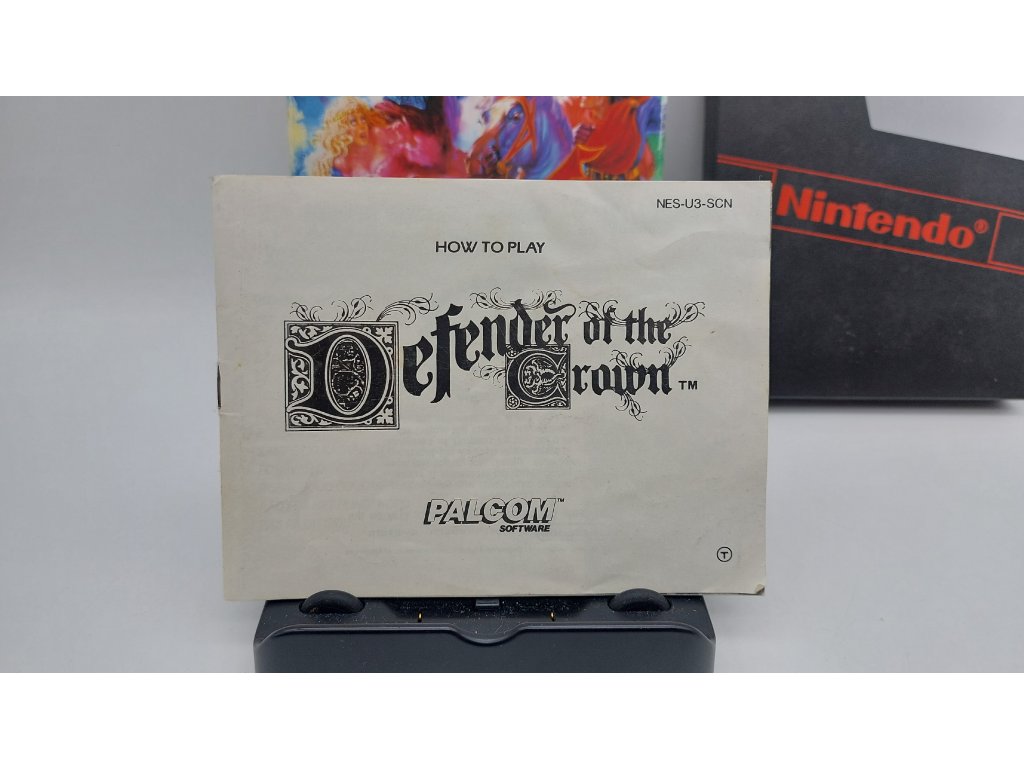 NES-U3-SCN
Nintendo®
HOW TO PLAY
Defender of the
Crown™
PALCOM™
SOFTWARE
T